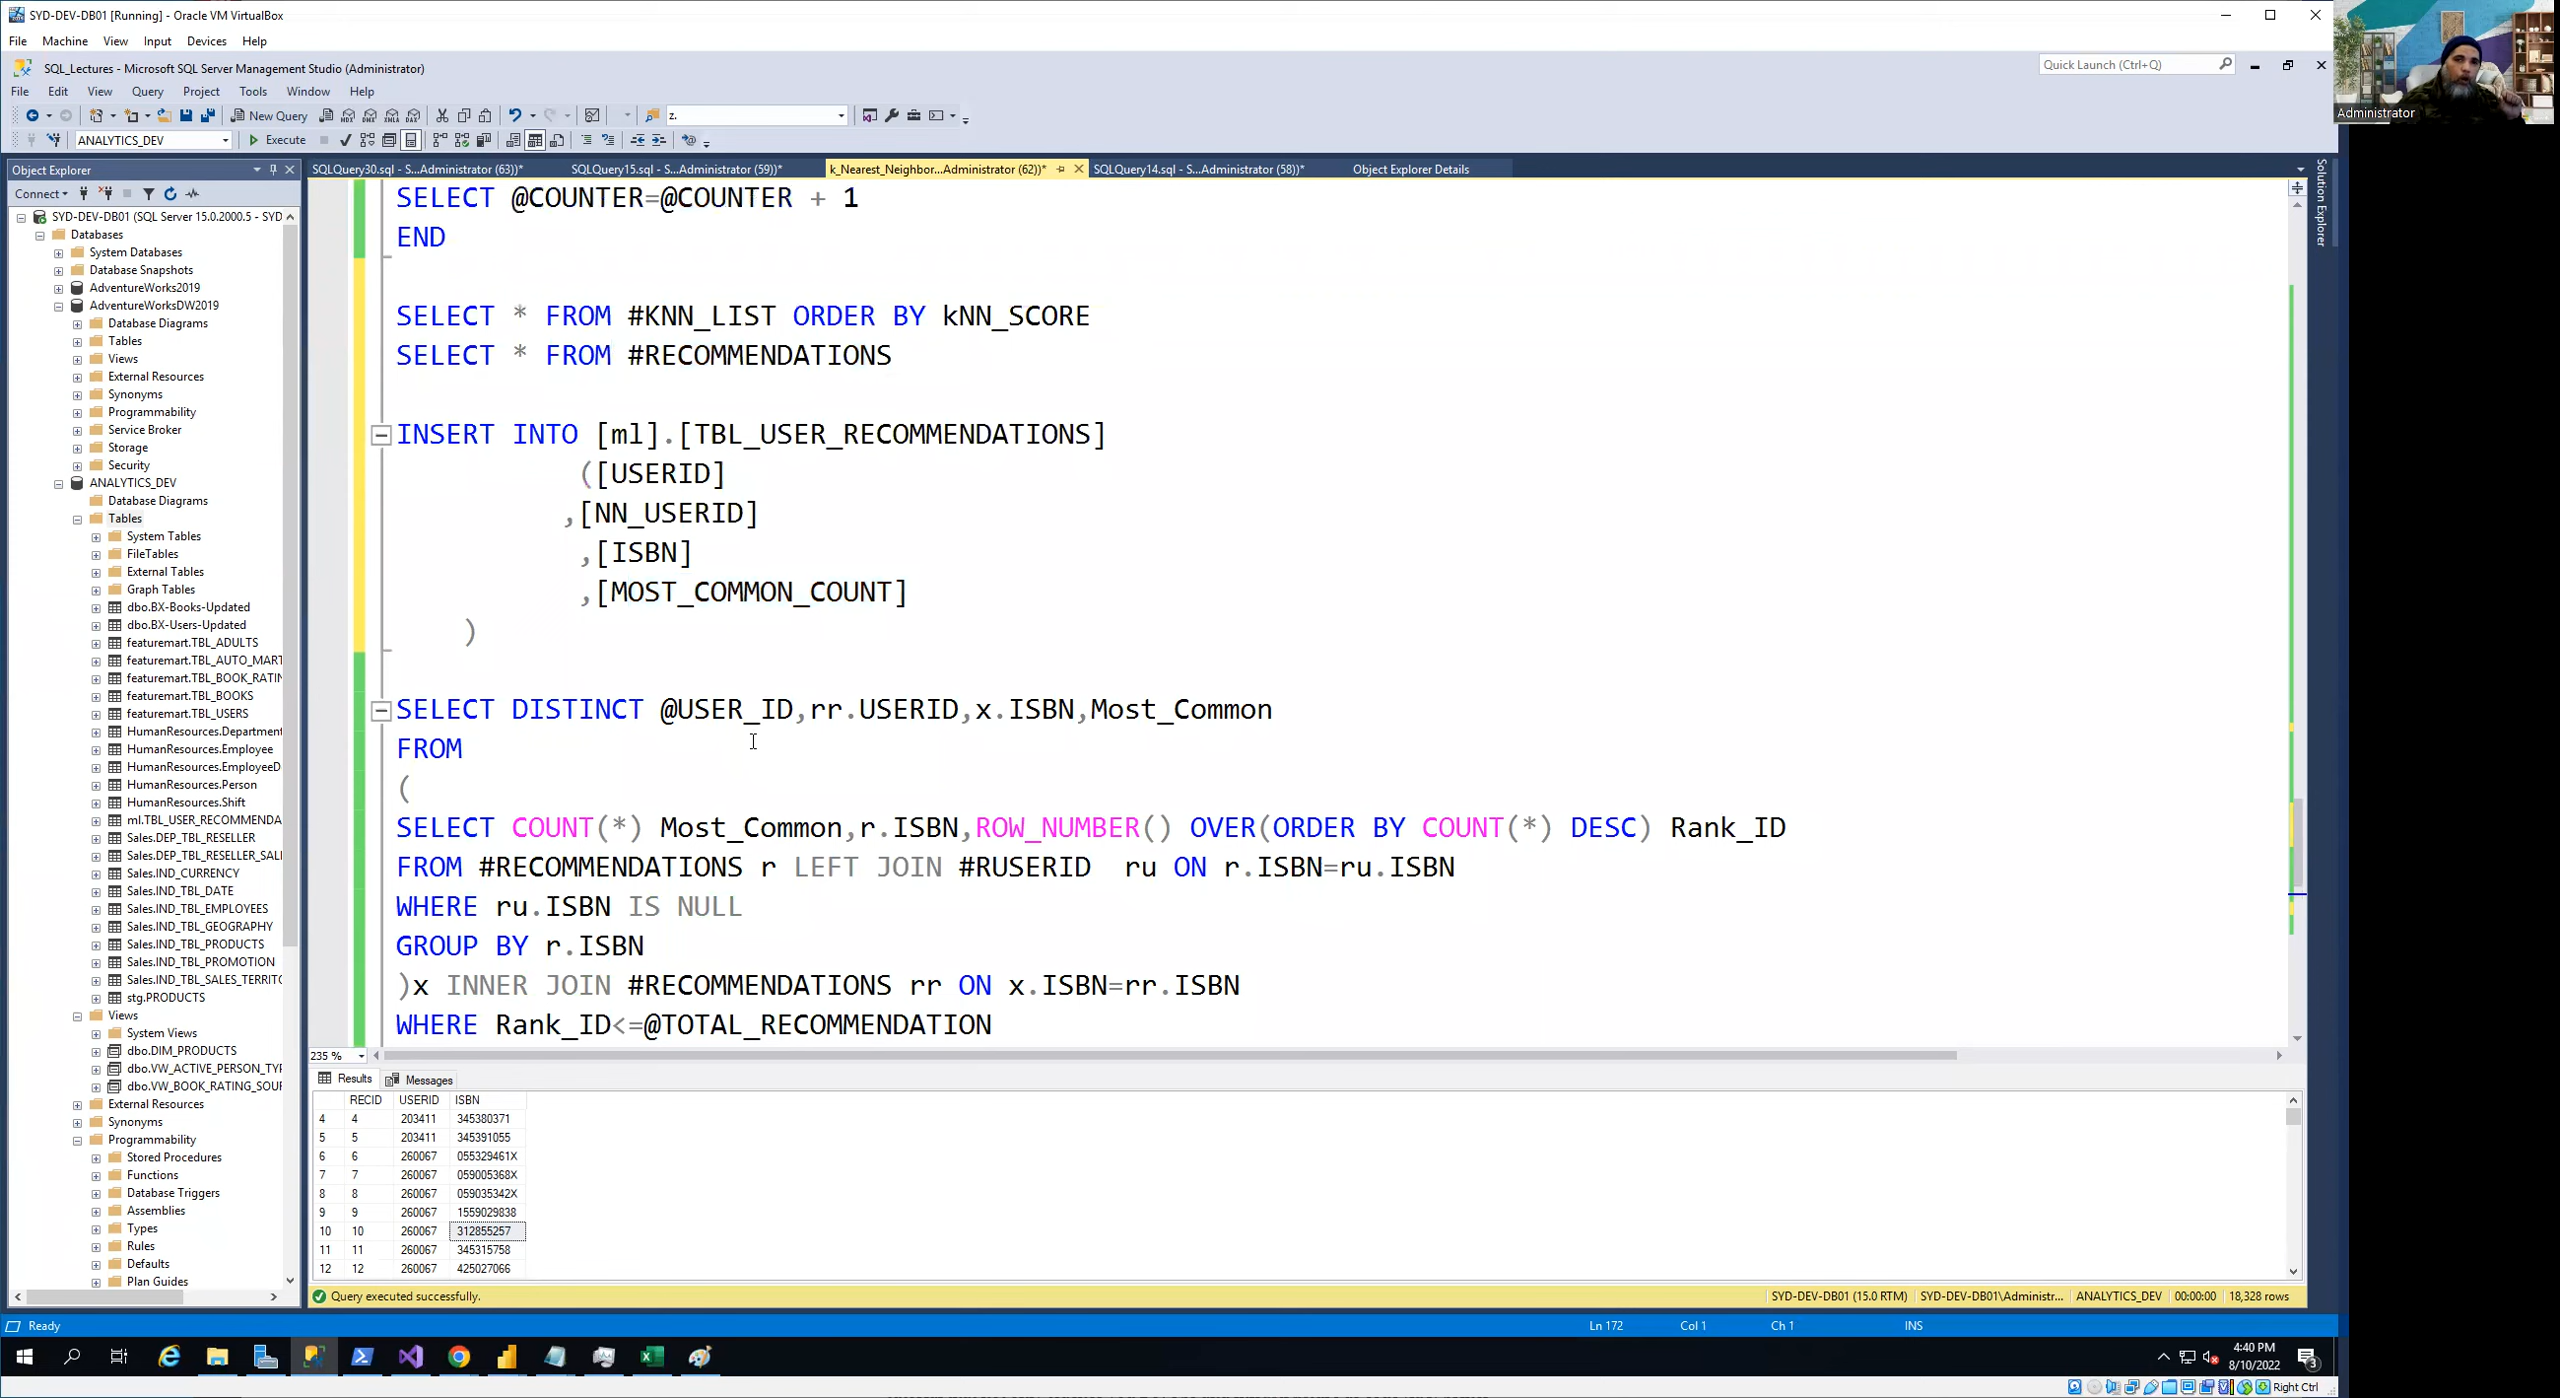 SYD-DEV-DB01 [Running] - Oracle VM VirtualBox
File Machine View Input Devices Help
SQL_Lectures - Microsoft SQL Server Management Studio (Administrator)
Quick Launch (Ctrl+Q)
Administrator
File Edit View Query Project Tools Window Help
New Query
z.
ANALYTICS_DEV
Execute
Object Explorer
SQLQuery30.sql - S...Administrator (63))*
SQLQuery15.sql - S...Administrator (59))*
k_Nearest_Neighbor...Administrator (62))*
SQLQuery14.sql - S...Administrator (58))*
Object Explorer Details
Solution Explorer
Connect
SYD-DEV-DB01 (SQL Server 15.0.2000.5 - SYD
Databases
System Databases
Database Snapshots
AdventureWorks2019
AdventureWorksDW2019
Database Diagrams
Tables
Views
External Resources
Synonyms
Programmability
Service Broker
Storage
Security
ANALYTICS_DEV
Database Diagrams
Tables
System Tables
FileTables
External Tables
Graph Tables
dbo.BX-Books-Updated
dbo.BX-Users-Updated
featuremart.TBL_ADULTS
featuremart.TBL_AUTO_MART
featuremart.TBL_BOOK_RATIN
featuremart.TBL_BOOKS
featuremart.TBL_USERS
HumanResources.Department
HumanResources.Employee
HumanResources.EmployeeD
HumanResources.Person
HumanResources.Shift
ml.TBL_USER_RECOMMENDA
Sales.DEP_TBL_RESELLER
Sales.DEP_TBL_RESELLER_SALI
Sales.IND_CURRENCY
Sales.IND_TBL_DATE
Sales.IND_TBL_EMPLOYEES
Sales.IND_TBL_GEOGRAPHY
Sales.IND_TBL_PRODUCTS
Sales.IND_TBL_PROMOTION
Sales.IND_TBL_SALES_TERRITC
stg.PRODUCTS
Views
System Views
dbo.DIM_PRODUCTS
dbo.VW_ACTIVE_PERSON_TYF
dbo.VW_BOOK_RATING_SOUF
External Resources
Synonyms
Programmability
Stored Procedures
Functions
Database Triggers
Assemblies
Types
Rules
Defaults
Plan Guides
SELECT @COUNTER=@COUNTER + 1
END
SELECT * FROM #KNN_LIST ORDER BY kNN_SCORE
SELECT * FROM #RECOMMENDATIONS
INSERT INTO [ml].[TBL_USER_RECOMMENDATIONS]
([USERID]
,[NN_USERID]
,[ISBN]
,[MOST_COMMON_COUNT]
)
SELECT DISTINCT @USER_ID,rr.USERID,x.ISBN,Most_Common
FROM
(
SELECT COUNT(*) Most_Common,r.ISBN,ROW_NUMBER() OVER(ORDER BY COUNT(*) DESC) Rank_ID
FROM #RECOMMENDATIONS r LEFT JOIN #RUSERID ru ON r.ISBN=ru.ISBN
WHERE ru.ISBN IS NULL
GROUP BY r.ISBN
)x INNER JOIN #RECOMMENDATIONS rr ON x.ISBN=rr.ISBN
WHERE Rank_ID<=@TOTAL_RECOMMENDATION
235 %
Results Messages
RECID USERID ISBN
4 4 203411 345380371
5 5 203411 345391055
6 6 260067 055329461X
7 7 260067 059005368X
8 8 260067 059035342X
9 9 260067 1559029838
10 10 260067 312855257
11 11 260067 345315758
12 12 260067 425027066
Query executed successfully.
SYD-DEV-DB01 (15.0 RTM) SYD-DEV-DB01\Administr... ANALYTICS_DEV 00:00:00 18,328 rows
Ready Ln 172 Col 1 Ch 1 INS
4:40 PM
8/10/2022
3
Right Ctrl